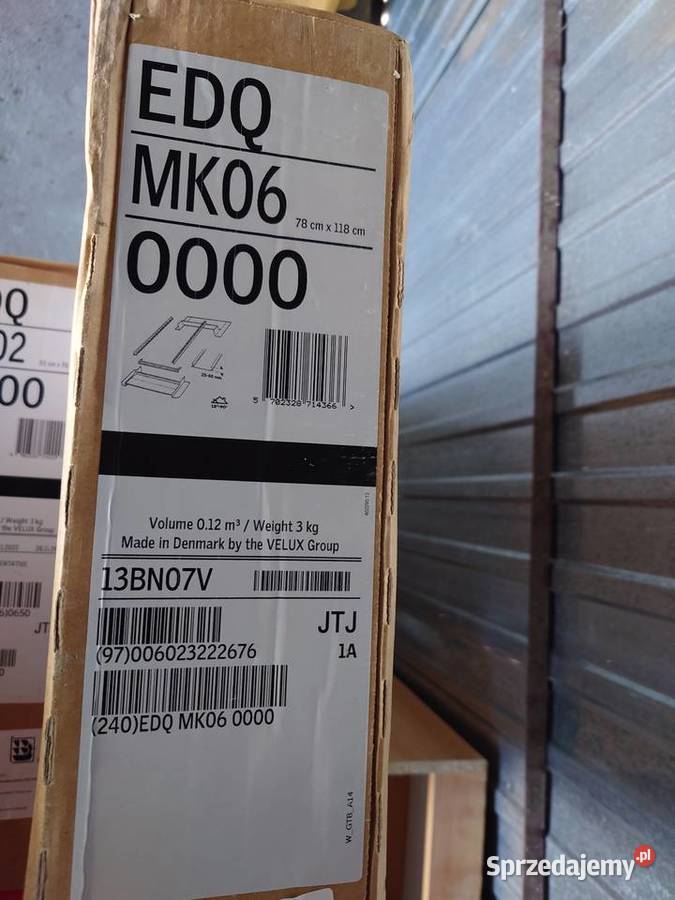 EDQ
MK06 78 cm x 118 cm
0000
5 702328 714366 >
Volume 0.12 m³ / Weight 3 kg
Made in Denmark by the VELUX Group
13BN07V
JTJ
1A
(97)006023222676
(240)EDQ MK06 0000
W_GTB_A14
02
00
/ Weight 3 kg
the VELUX Group
JT
Sprzedajemy.pl